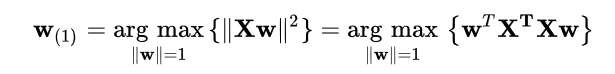 𝐰₍₁₎ = arg max_{‖𝐰‖=1} {‖𝐗𝐰‖²} = arg max_{‖𝐰‖=1} {𝐰ᵀ𝐗ᵀ𝐗𝐰}